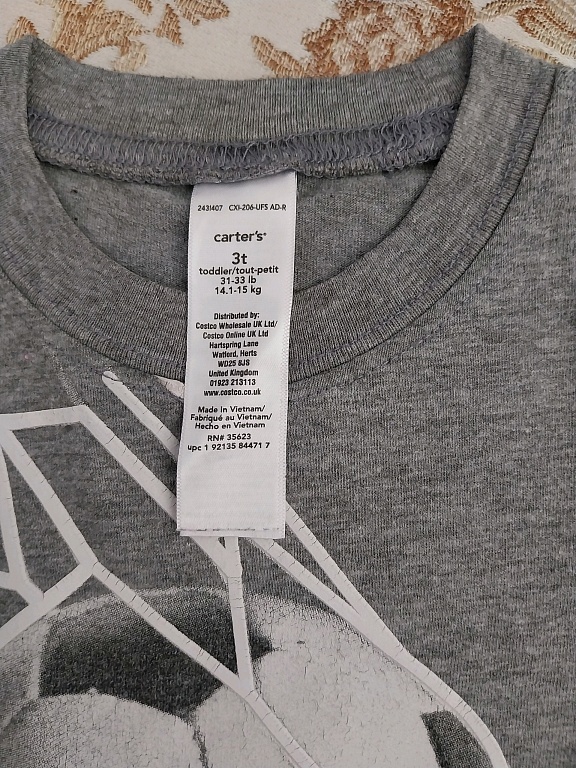 2431407 CXI-206-UFS AD-R
carter's
3t
toddler/tout-petit
31-33 lb
14.1-15 kg
Distributed by:
Costco Wholesale UK Ltd/
Costco Online UK Ltd
Hartspring Lane
Watford, Herts
WD25 8JS
United Kingdom
01923 213113
www.costco.co.uk
Made in Vietnam/
Fabriqué au Vietnam/
Hecho en Vietnam
RN# 35623
upc 1 92135 84471 7